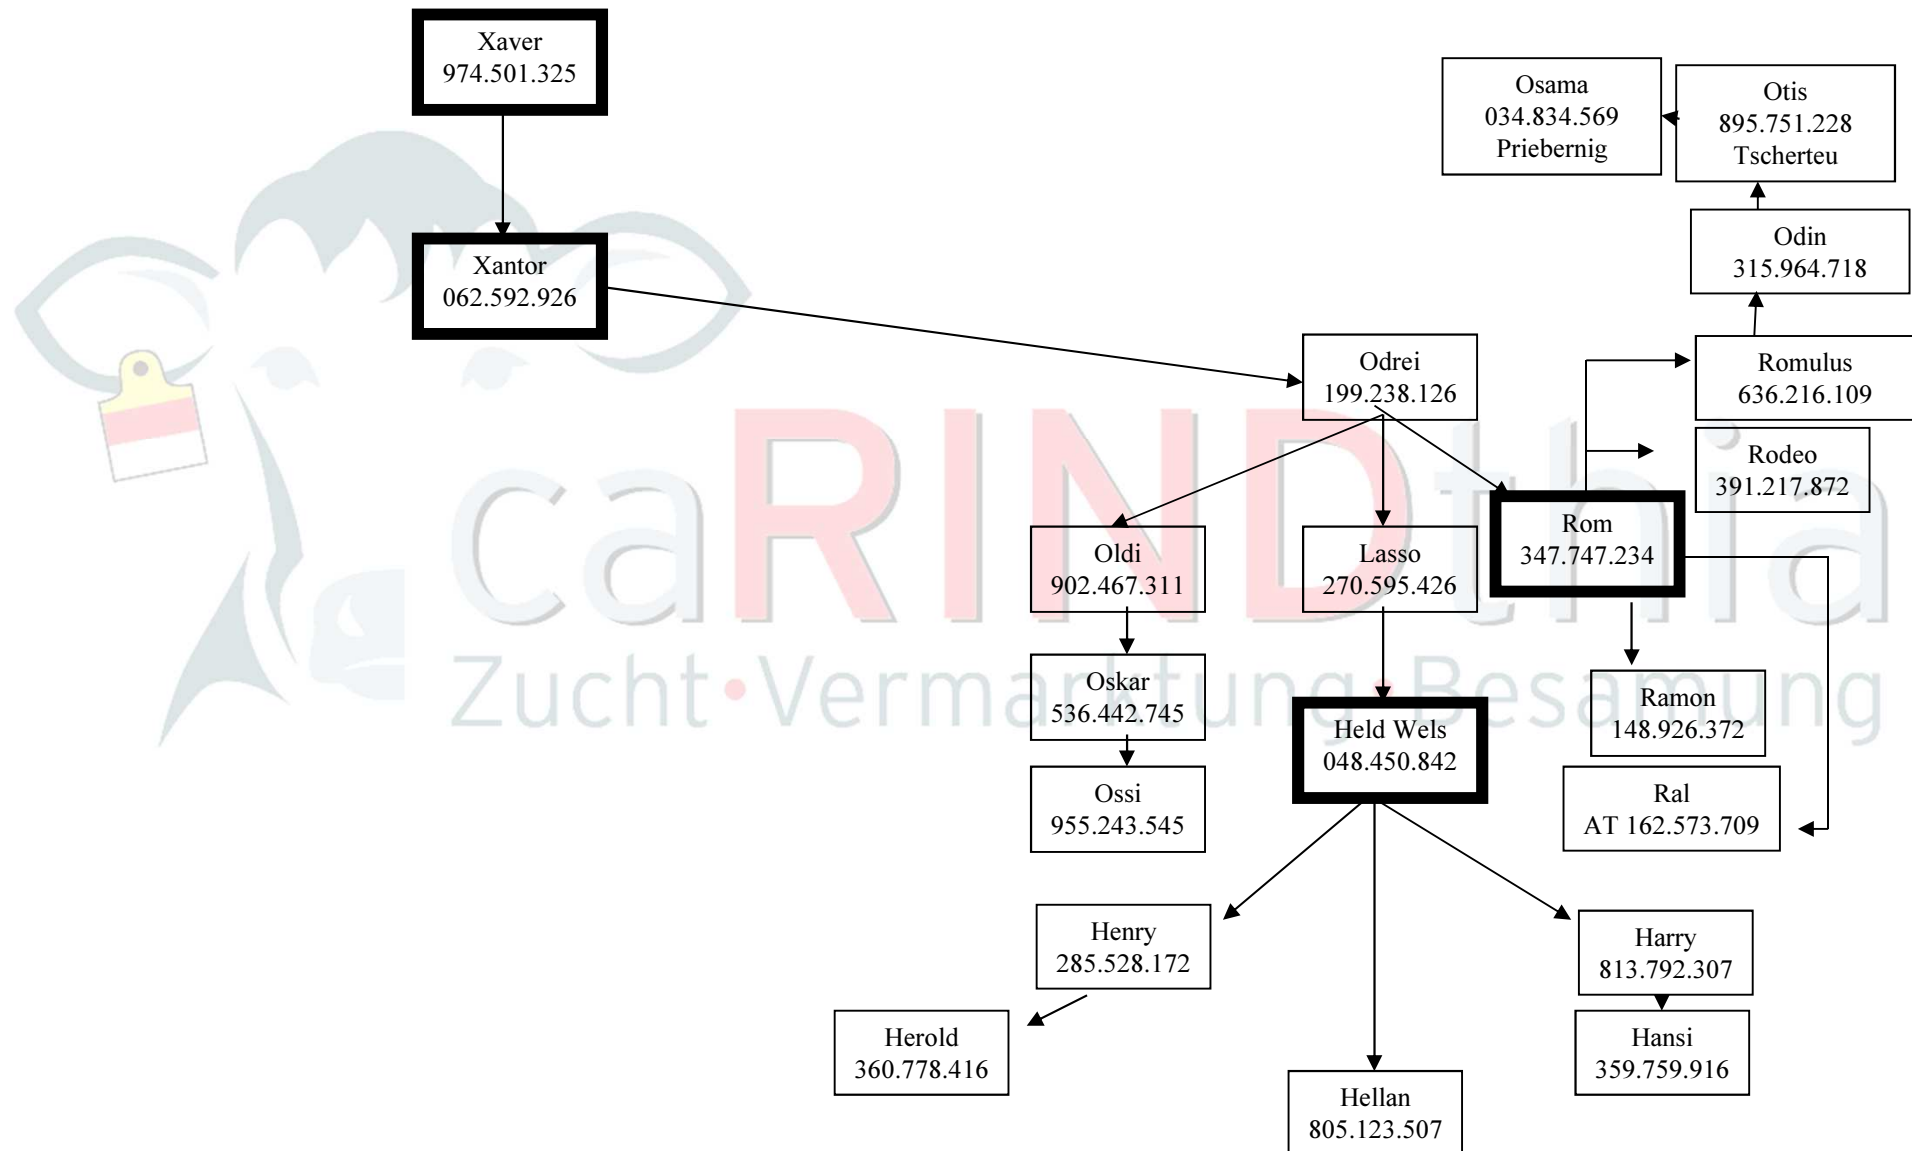 Xaver
974.501.325
Osama
034.834.569
Priebernig
Otis
895.751.228
Tscherteu
Odin
315.964.718
Xantor
062.592.926
Odrei
199.238.126
Romulus
636.216.109
Rodeo
391.217.872
Rom
347.747.234
Oldi
902.467.311
Lasso
270.595.426
caRINDthia
Zucht•Vermarktung•Besamung
Oskar
536.442.745
Held Wels
048.450.842
Ramon
148.926.372
Ossi
955.243.545
Ral
AT 162.573.709
Henry
285.528.172
Harry
813.792.307
Herold
360.778.416
Hansi
359.759.916
Hellan
805.123.507